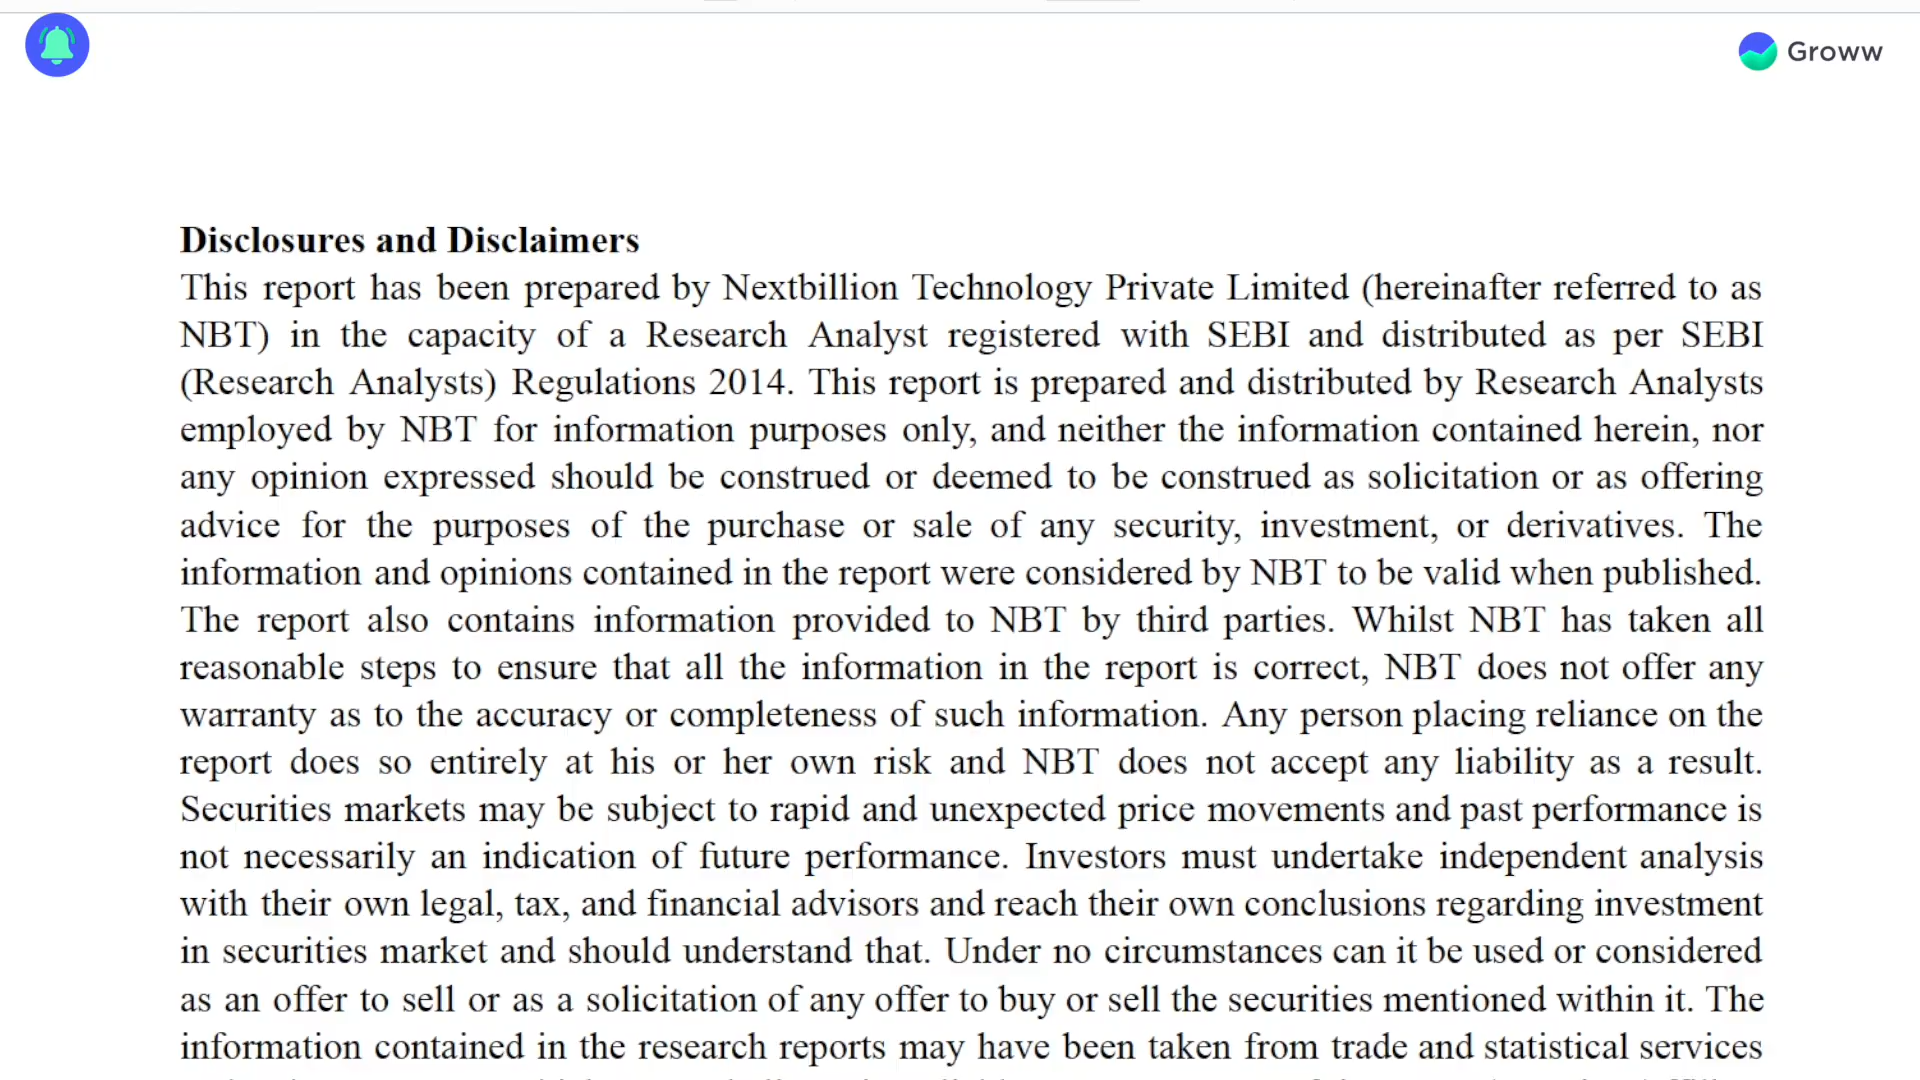 Groww
Disclosures and Disclaimers
This report has been prepared by Nextbillion Technology Private Limited (hereinafter referred to as
NBT) in the capacity of a Research Analyst registered with SEBI and distributed as per SEBI
(Research Analysts) Regulations 2014. This report is prepared and distributed by Research Analysts
employed by NBT for information purposes only, and neither the information contained herein, nor
any opinion expressed should be construed or deemed to be construed as solicitation or as offering
advice for the purposes of the purchase or sale of any security, investment, or derivatives. The
information and opinions contained in the report were considered by NBT to be valid when published.
The report also contains information provided to NBT by third parties. Whilst NBT has taken all
reasonable steps to ensure that all the information in the report is correct, NBT does not offer any
warranty as to the accuracy or completeness of such information. Any person placing reliance on the
report does so entirely at his or her own risk and NBT does not accept any liability as a result.
Securities markets may be subject to rapid and unexpected price movements and past performance is
not necessarily an indication of future performance. Investors must undertake independent analysis
with their own legal, tax, and financial advisors and reach their own conclusions regarding investment
in securities market and should understand that. Under no circumstances can it be used or considered
as an offer to sell or as a solicitation of any offer to buy or sell the securities mentioned within it. The
information contained in the research reports may have been taken from trade and statistical services